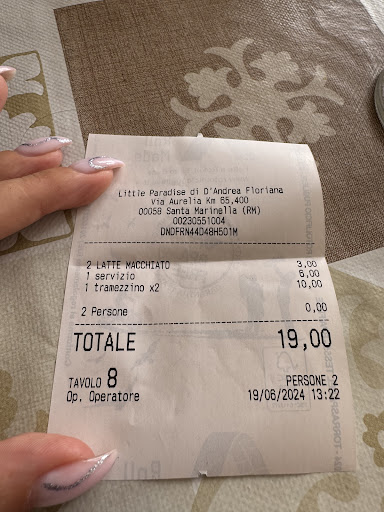 Little Paradise di D'Andrea Floriana
Via Aurelia Km 65,400
00058 Santa Marinella (RM)
00230551004
DNDFRN44D48H501M
2 LATTE MACCHIATO 3,00
1 servizio 6,00
1 tramezzino x2 10,00
2 Persone 0,00
TOTALE 19,00
TAVOLO 8 PERSONE 2
Op. Operatore 19/06/2024 13:22